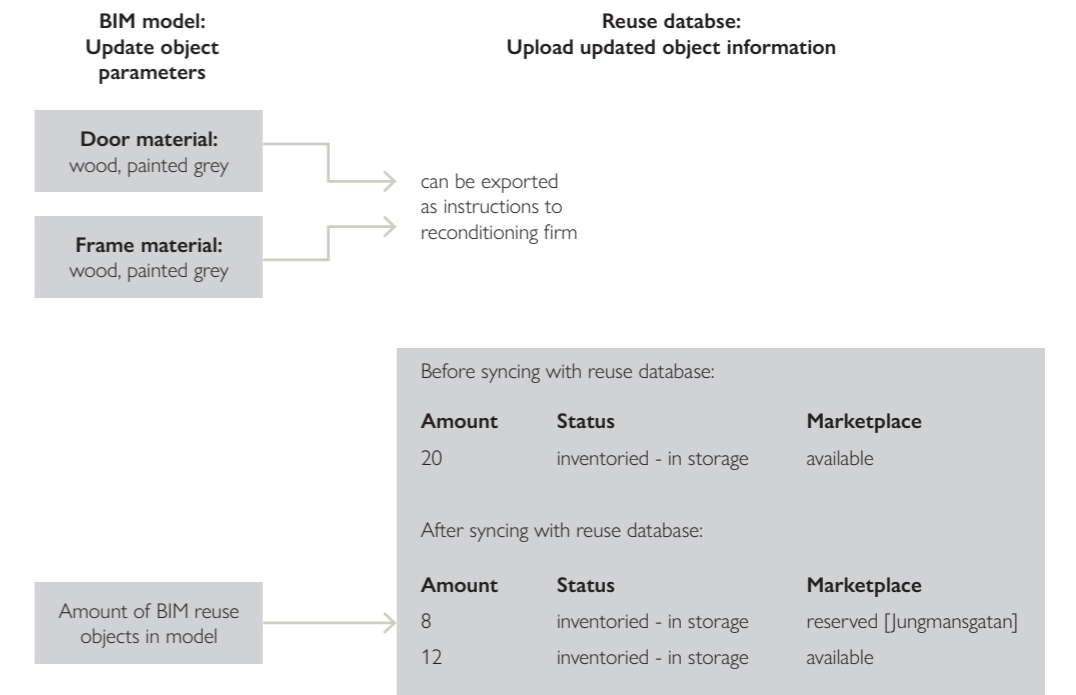 BIM model:
Update object
parameters
Reuse databse:
Upload updated object information
Door material:
wood, painted grey
Frame material:
wood, painted grey
can be exported
as instructions to
reconditioning firm
Before syncing with reuse database:
Amount Status Marketplace
20 inventoried - in storage available
After syncing with reuse database:
Amount Status Marketplace
Amount of BIM reuse
objects in model
8 inventoried - in storage reserved [Jungmansgatan]
12 inventoried - in storage available